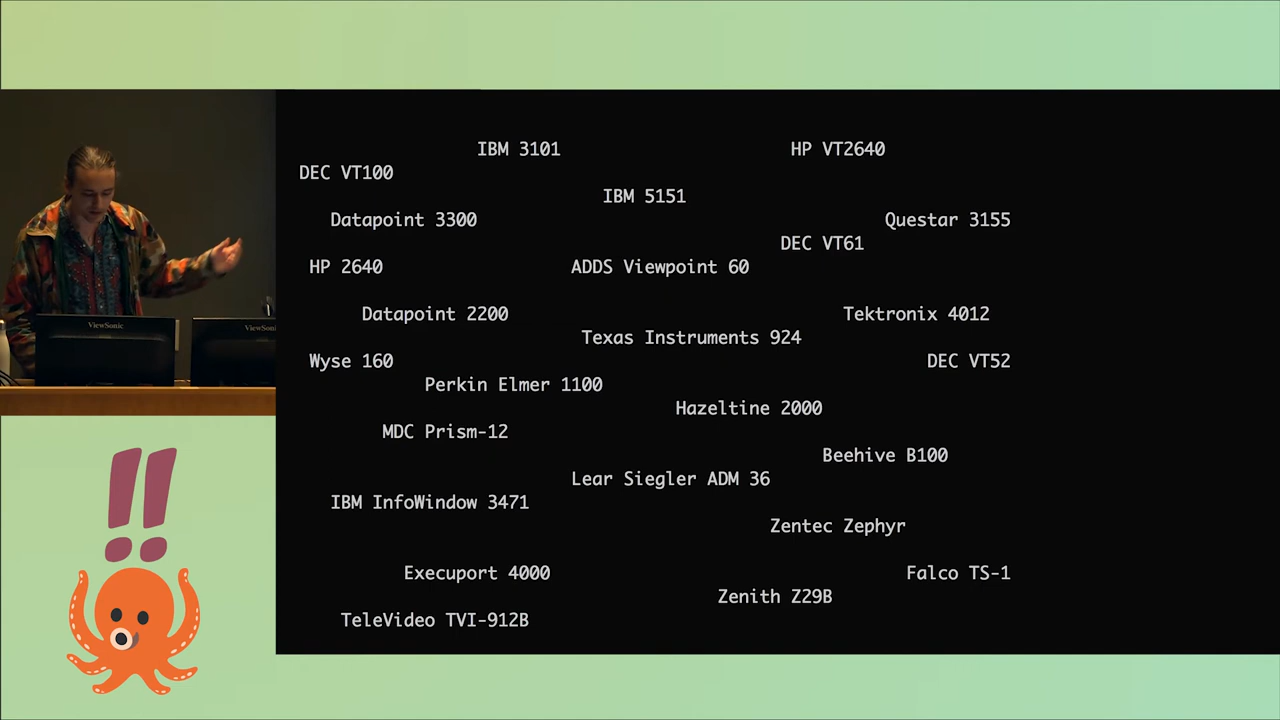 IBM 3101 HP VT2640
DEC VT100
IBM 5151
Datapoint 3300 Questar 3155
DEC VT61
HP 2640 ADDS Viewpoint 60
Datapoint 2200 Tektronix 4012
Texas Instruments 924
Wyse 160 DEC VT52
Perkin Elmer 1100
Hazeltine 2000
MDC Prism-12
Beehive B100
Lear Siegler ADM 36
IBM InfoWindow 3471
Zentec Zephyr
Execuport 4000 Falco TS-1
Zenith Z29B
TeleVideo TVI-912B
ViewSonic
ViewSoni
!!